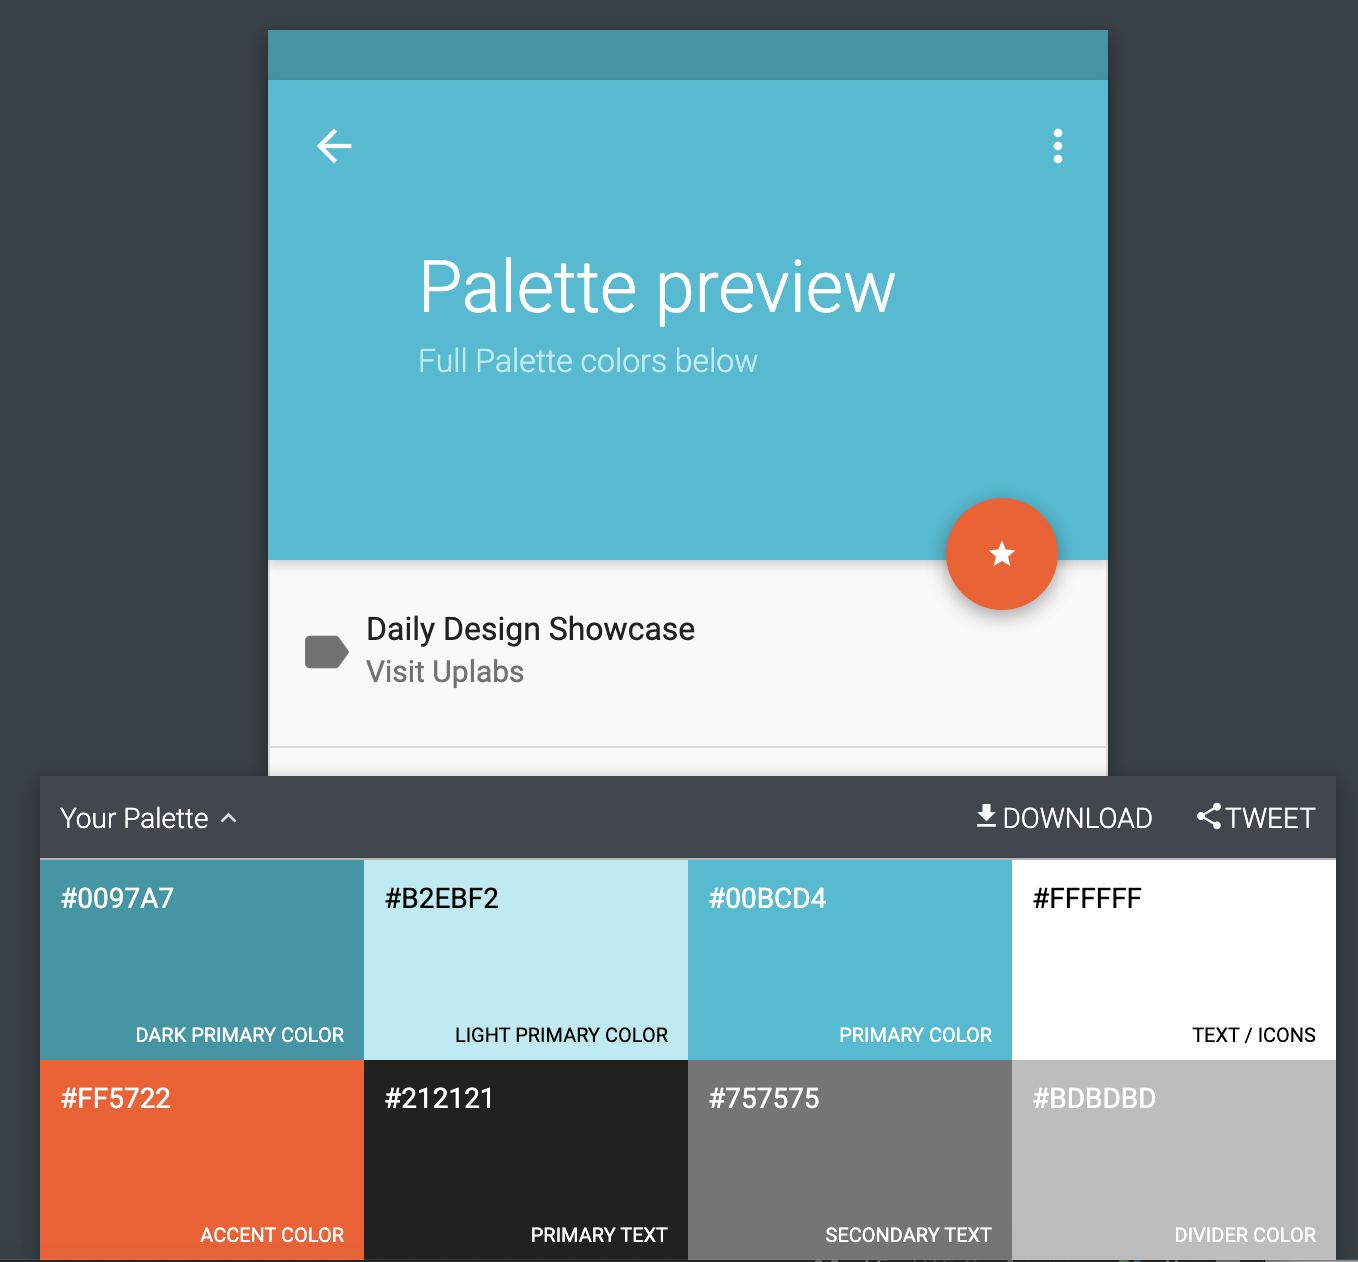 Palette preview
Full Palette colors below
Daily Design Showcase
Visit Uplabs
Your Palette
DOWNLOAD
TWEET
#0097A7
DARK PRIMARY COLOR
#B2EBF2
LIGHT PRIMARY COLOR
#00BCD4
PRIMARY COLOR
#FFFFFF
TEXT / ICONS
#FF5722
ACCENT COLOR
#212121
PRIMARY TEXT
#757575
SECONDARY TEXT
#BDBDBD
DIVIDER COLOR